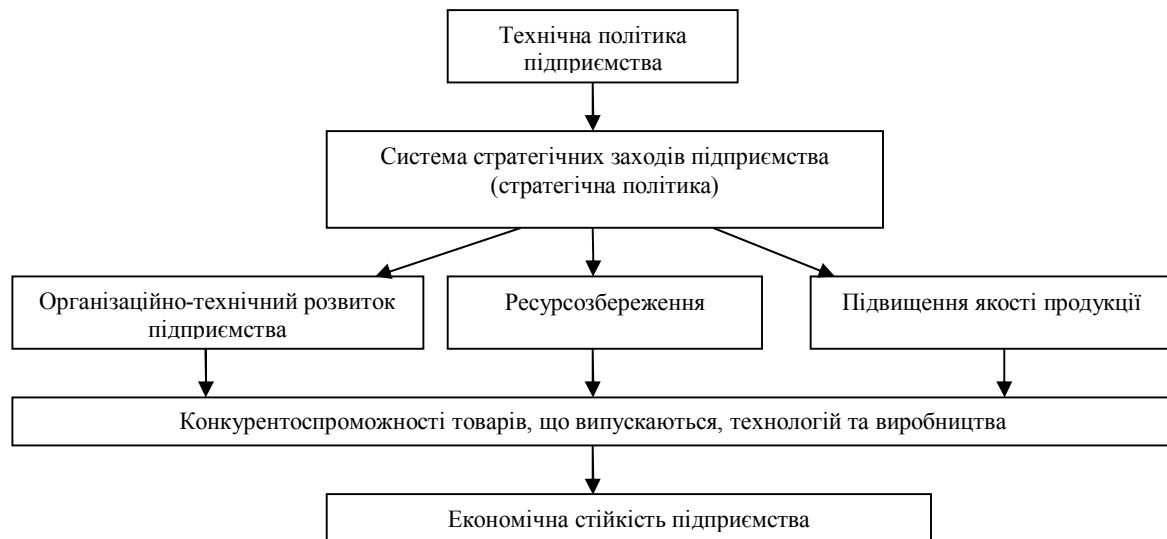 Технічна політика
підприємства
Система стратегічних заходів підприємства
(стратегічна політика)
Організаційно-технічний розвиток
підприємства
Ресурсозбереження
Підвищення якості продукції
Конкурентоспроможності товарів, що випускаються, технологій та виробництва
Економічна стійкість підприємства